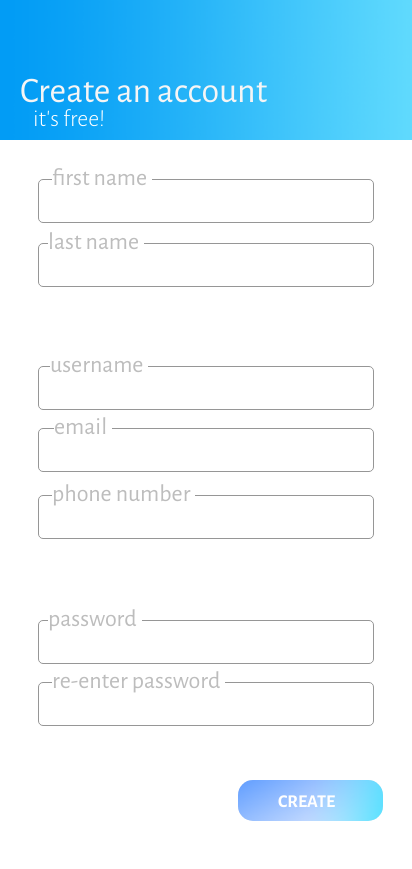 Create an account
it's free!
first name
last name
username
email
phone number
password
re-enter password
CREATE